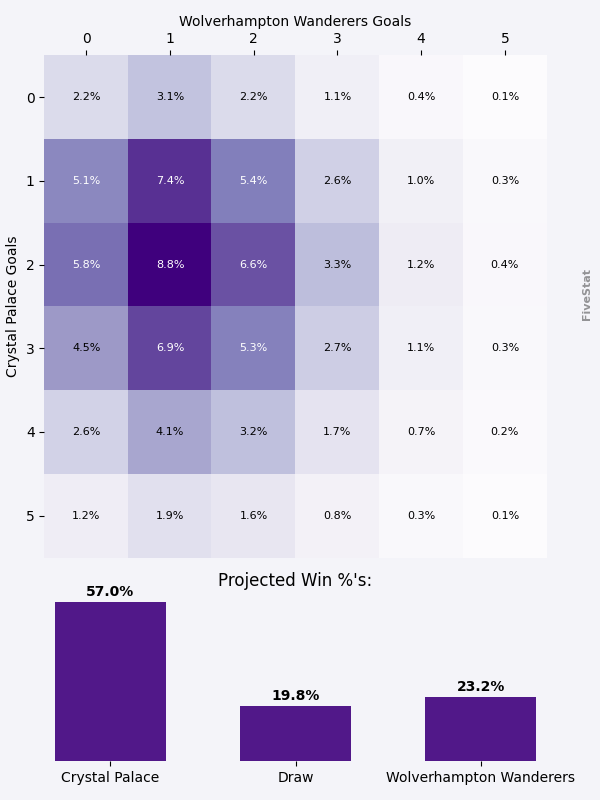 Wolverhampton Wanderers Goals
0 1 2 3 4 5
Crystal Palace Goals
0 2.2% 3.1% 2.2% 1.1% 0.4% 0.1%
1 5.1% 7.4% 5.4% 2.6% 1.0% 0.3%
2 5.8% 8.8% 6.6% 3.3% 1.2% 0.4%
3 4.5% 6.9% 5.3% 2.7% 1.1% 0.3%
4 2.6% 4.1% 3.2% 1.7% 0.7% 0.2%
5 1.2% 1.9% 1.6% 0.8% 0.3% 0.1%
FiveStat
Projected Win %'s:
57.0% 19.8% 23.2%
Crystal Palace Draw Wolverhampton Wanderers